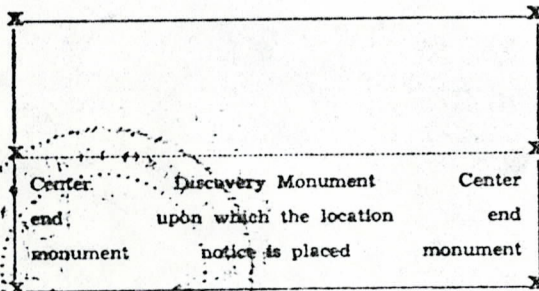 X X
X X
Center Discovery Monument Center
end upon which the location end
monument notice is placed monument
X X